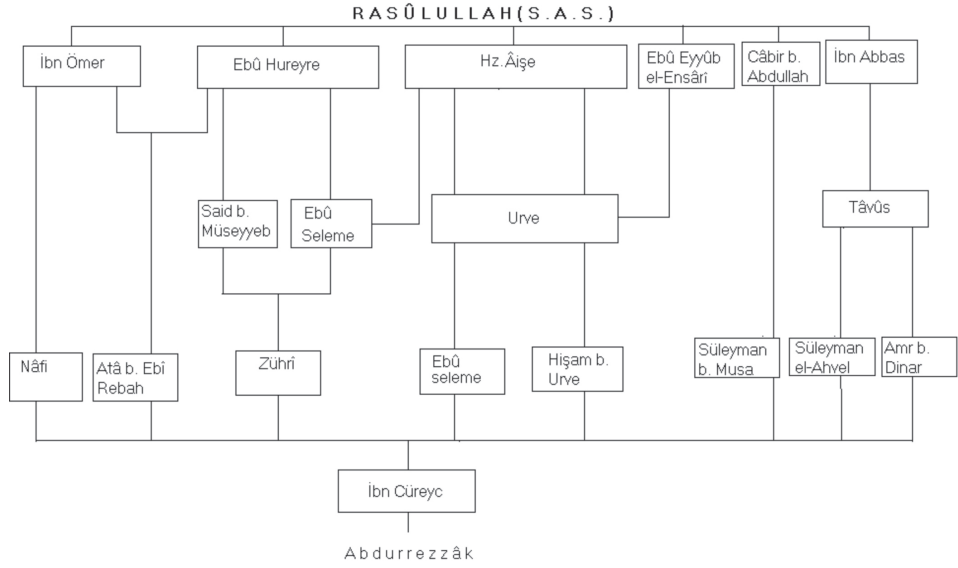 RASÛLULLAH(S.A.S.)
İbn Ömer
Ebû Hureyre
Hz.Âişe
Ebû Eyyûb
el-Ensârî
Câbir b.
Abdullah
İbn Abbas
Said b.
Müseyyeb
Ebû
Seleme
Urve
Tâvûs
Nâfi
Atâ b. Ebî
Rebah
Zührî
Ebû
seleme
Hişam b.
Urve
Süleyman
b. Musa
Süleyman
el-Ahvel
Amr b.
Dinar
İbn Cüreyc
Abdurrezzâk